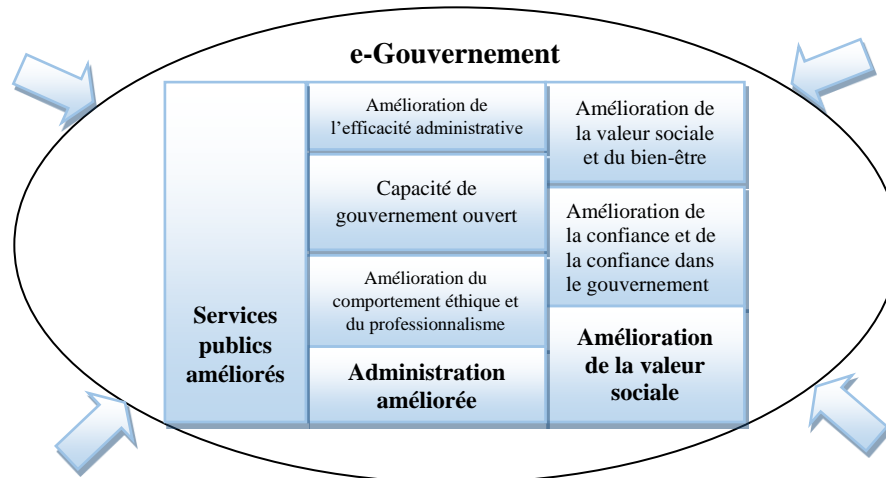 e-Gouvernement
Services
publics
améliorés
Amélioration de
l'efficacité administrative
Capacité de
gouvernement ouvert
Amélioration du
comportement éthique et
du professionnalisme
Administration
améliorée
Amélioration de
la valeur sociale
et du bien-être
Amélioration de
la confiance et de
la confiance dans
le gouvernement
Amélioration
de la valeur
sociale